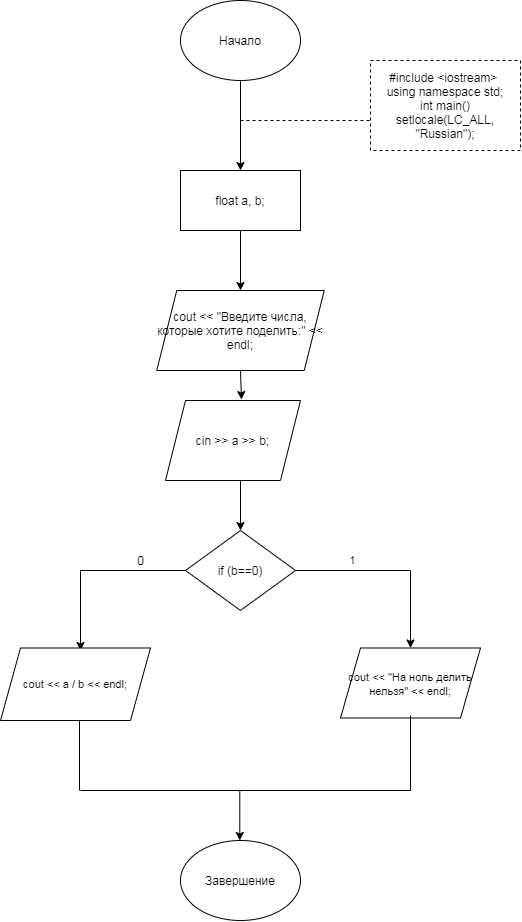 Начало
#include <iostream>
using namespace std;
int main()
setlocale(LC_ALL,
"Russian");
float a, b;
cout << "Введите числа,
которые хотите поделить:" <<
endl;
cin >> a >> b;
if (b==0)
0
1
cout << a / b << endl;
cout << "На ноль делить
нельзя" << endl;
Завершение